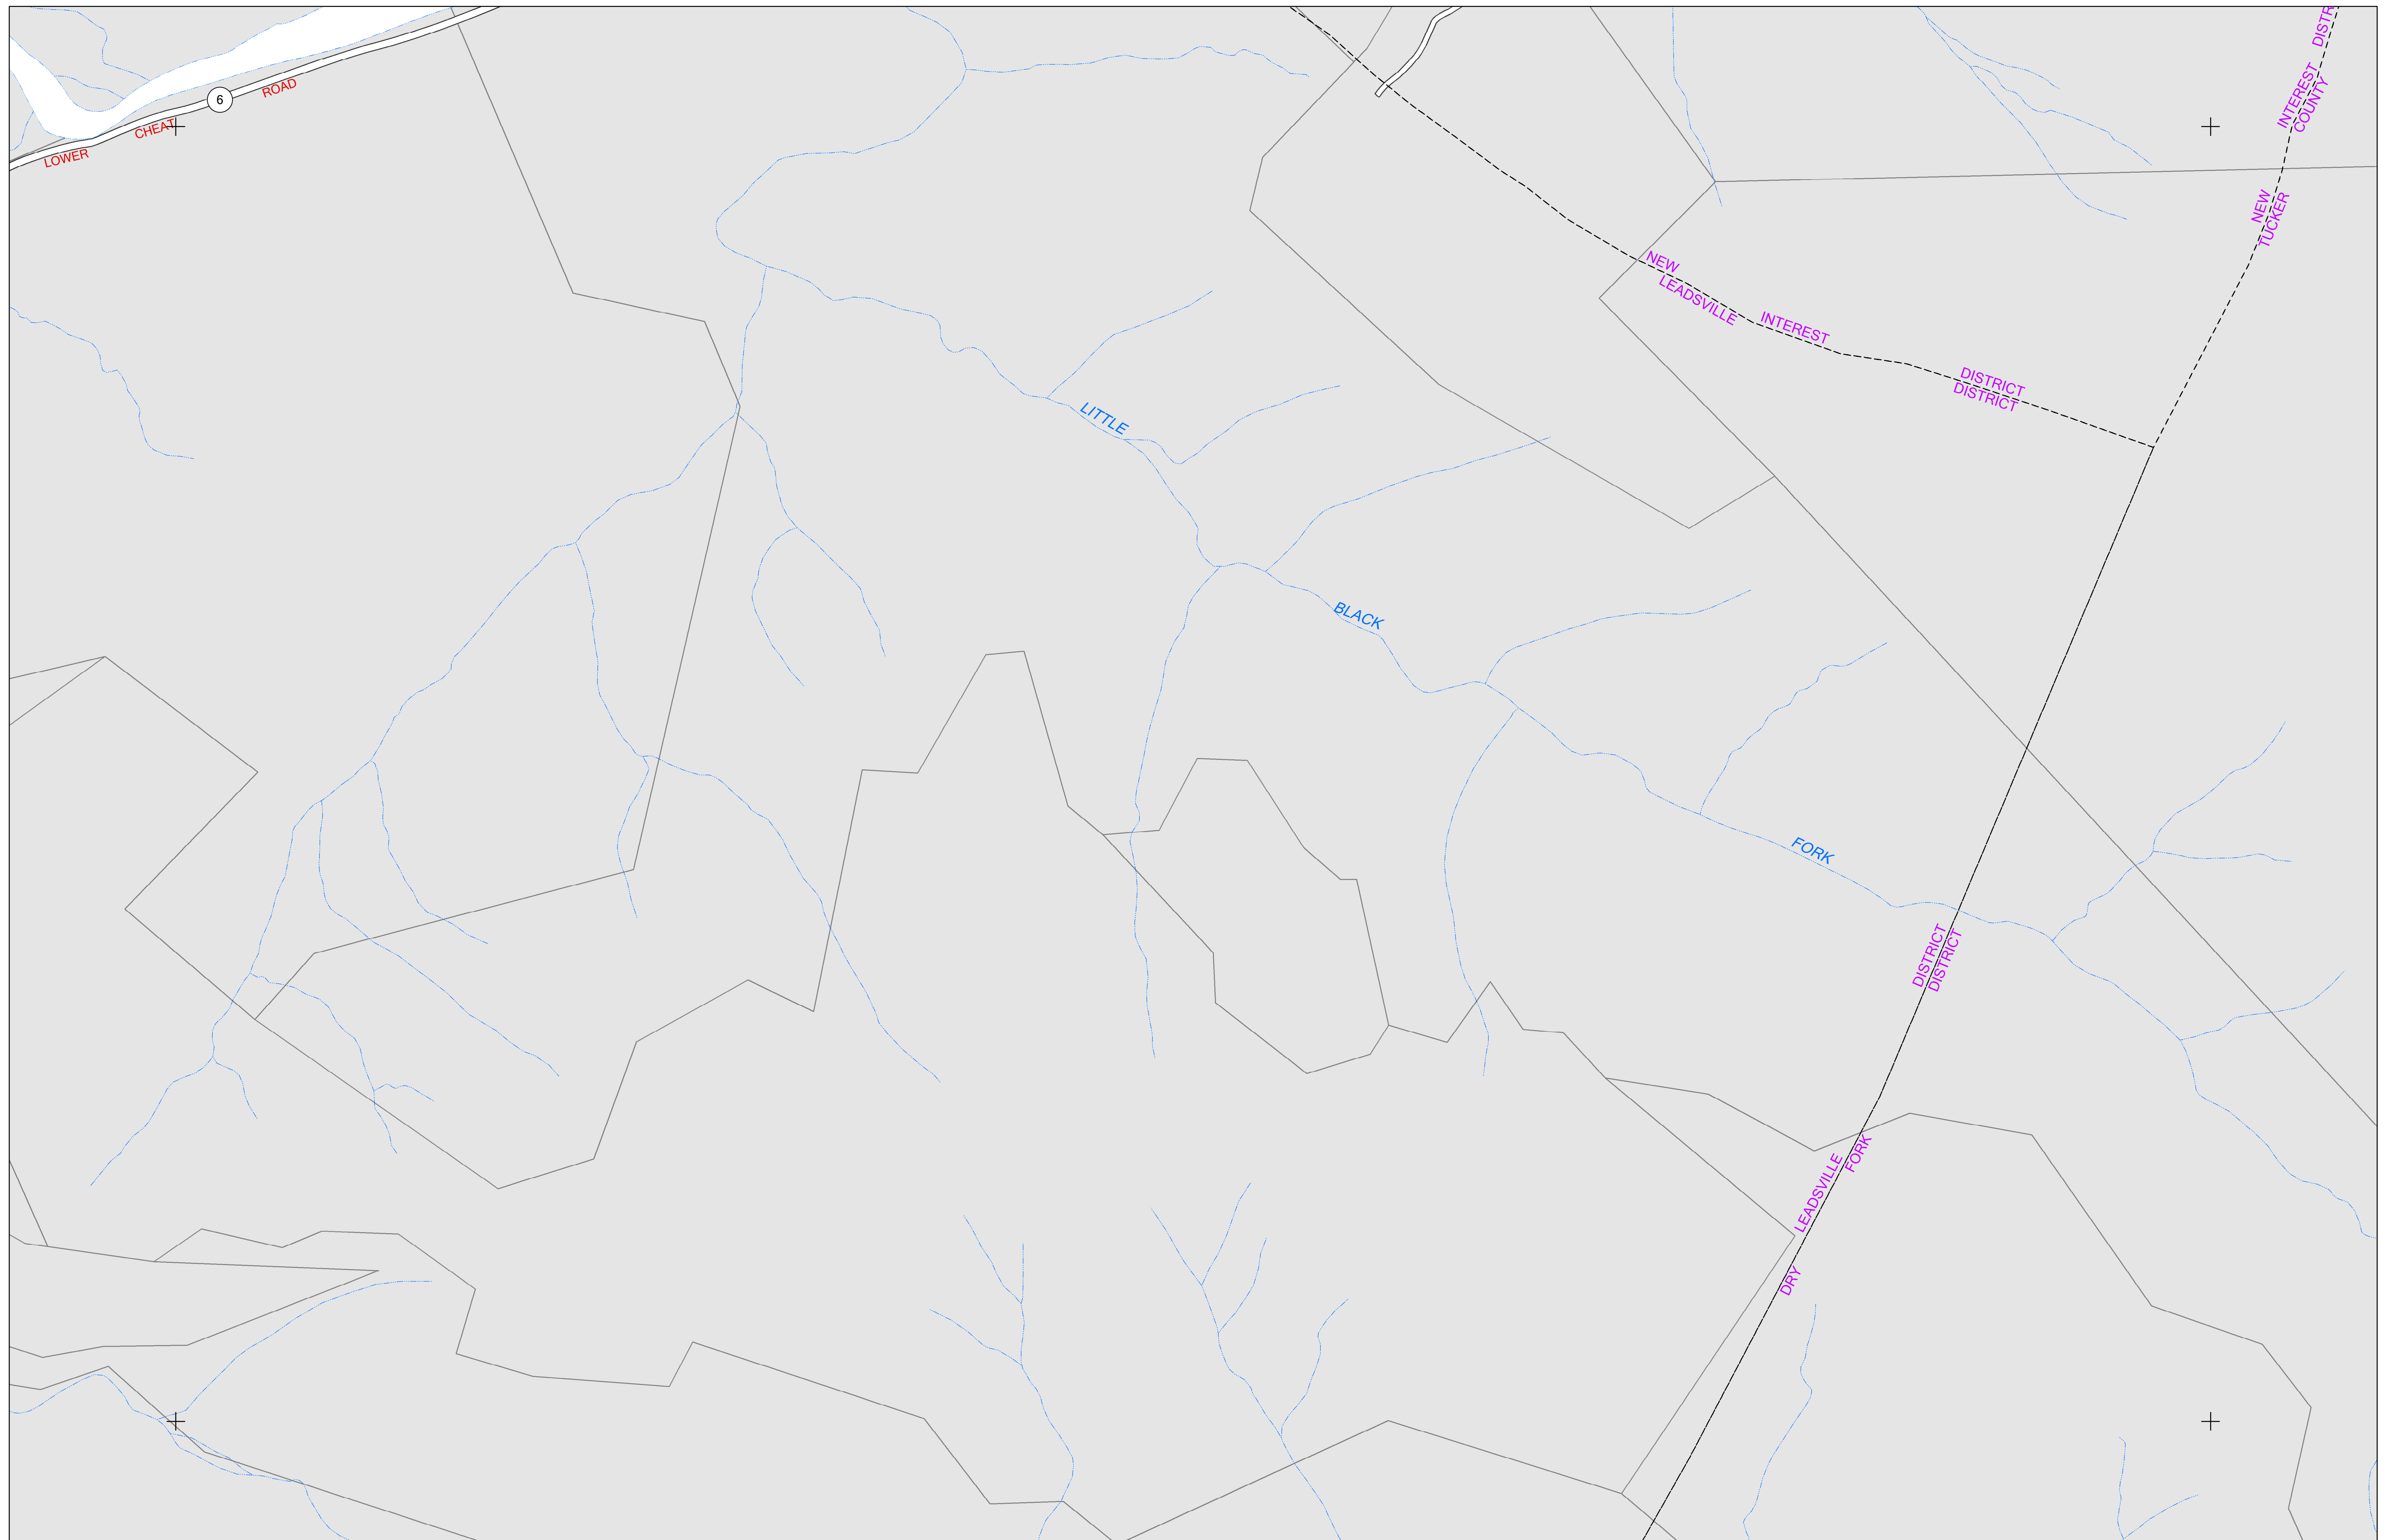 DISTR
INTEREST
COUNTY
6
ROAD
CHEAT
LOWER
NEW
TUCKER
NEW
LEADSVILLE
INTEREST
DISTRICT
DISTRICT
LITTLE
BLACK
FORK
DISTRICT
DISTRICT
LEADSVILLE
FORK
DRY